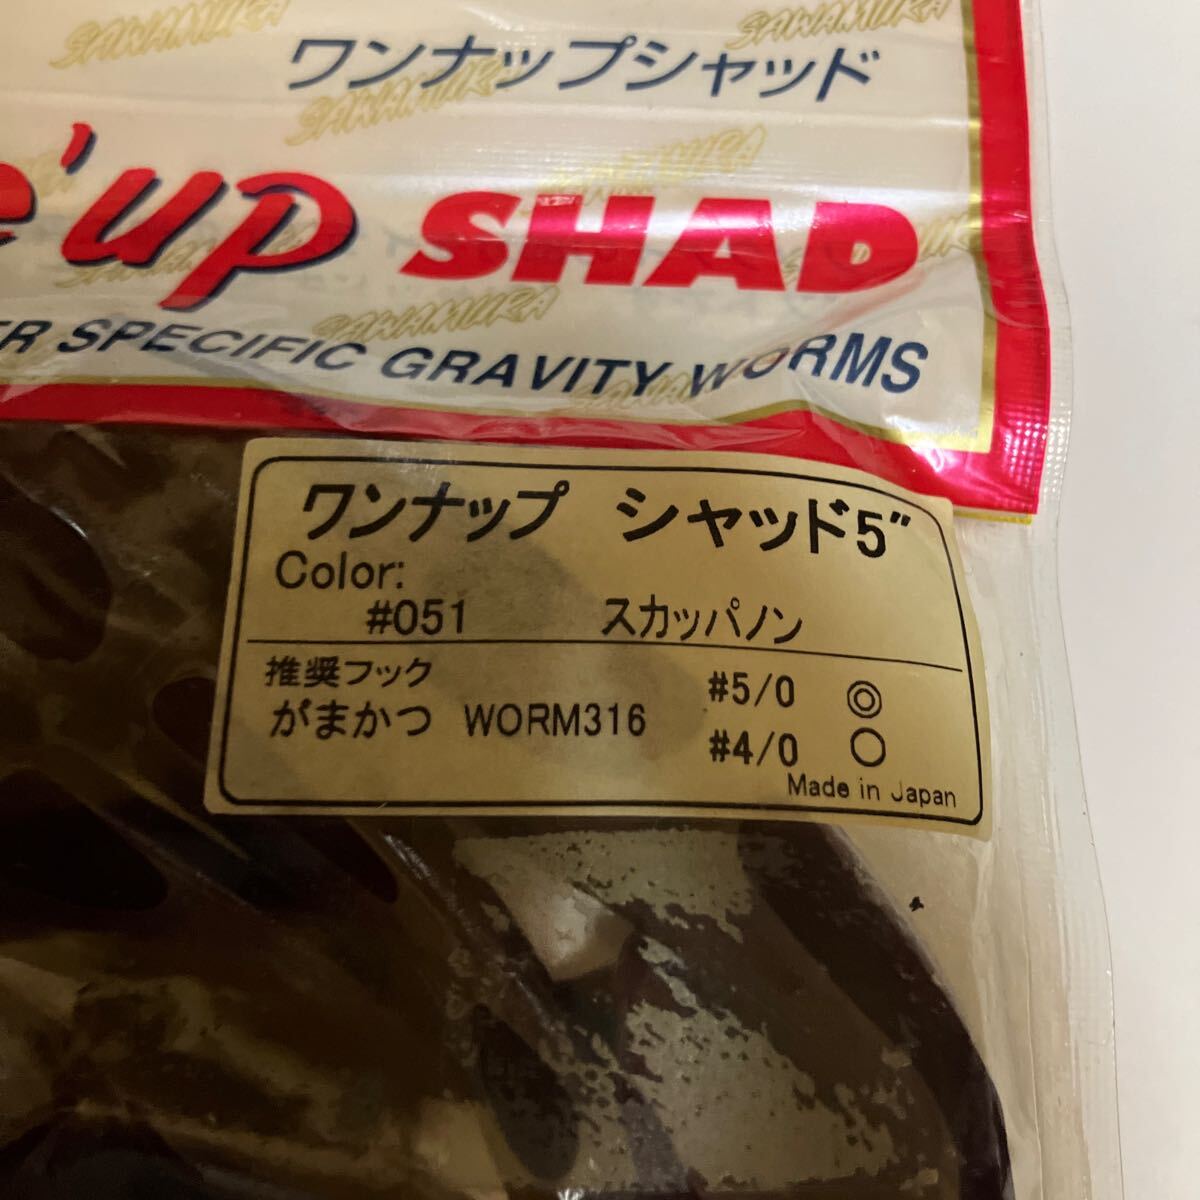 ワンナップシャッド
'up SHAD
SPECIFIC GRAVITY WORMS
SAWAMURA
ワンナップ シャッド5"
Color:
#051 スカッパノン
推奨フック #5/0 ◎
がまかつ WORM316 #4/0 ○
Made in Japan